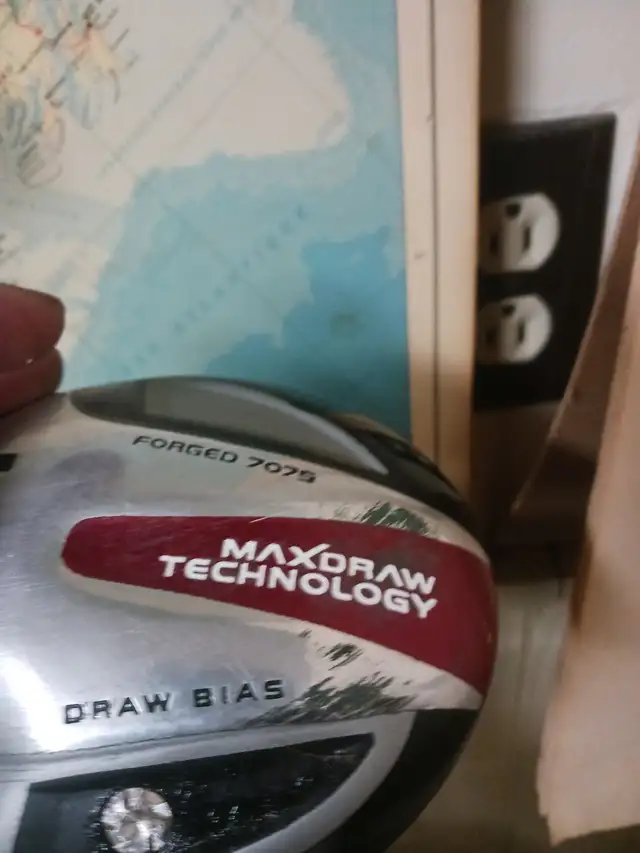 FORGED 7075
MAXDRAW
TECHNOLOGY
DRAW BIAS